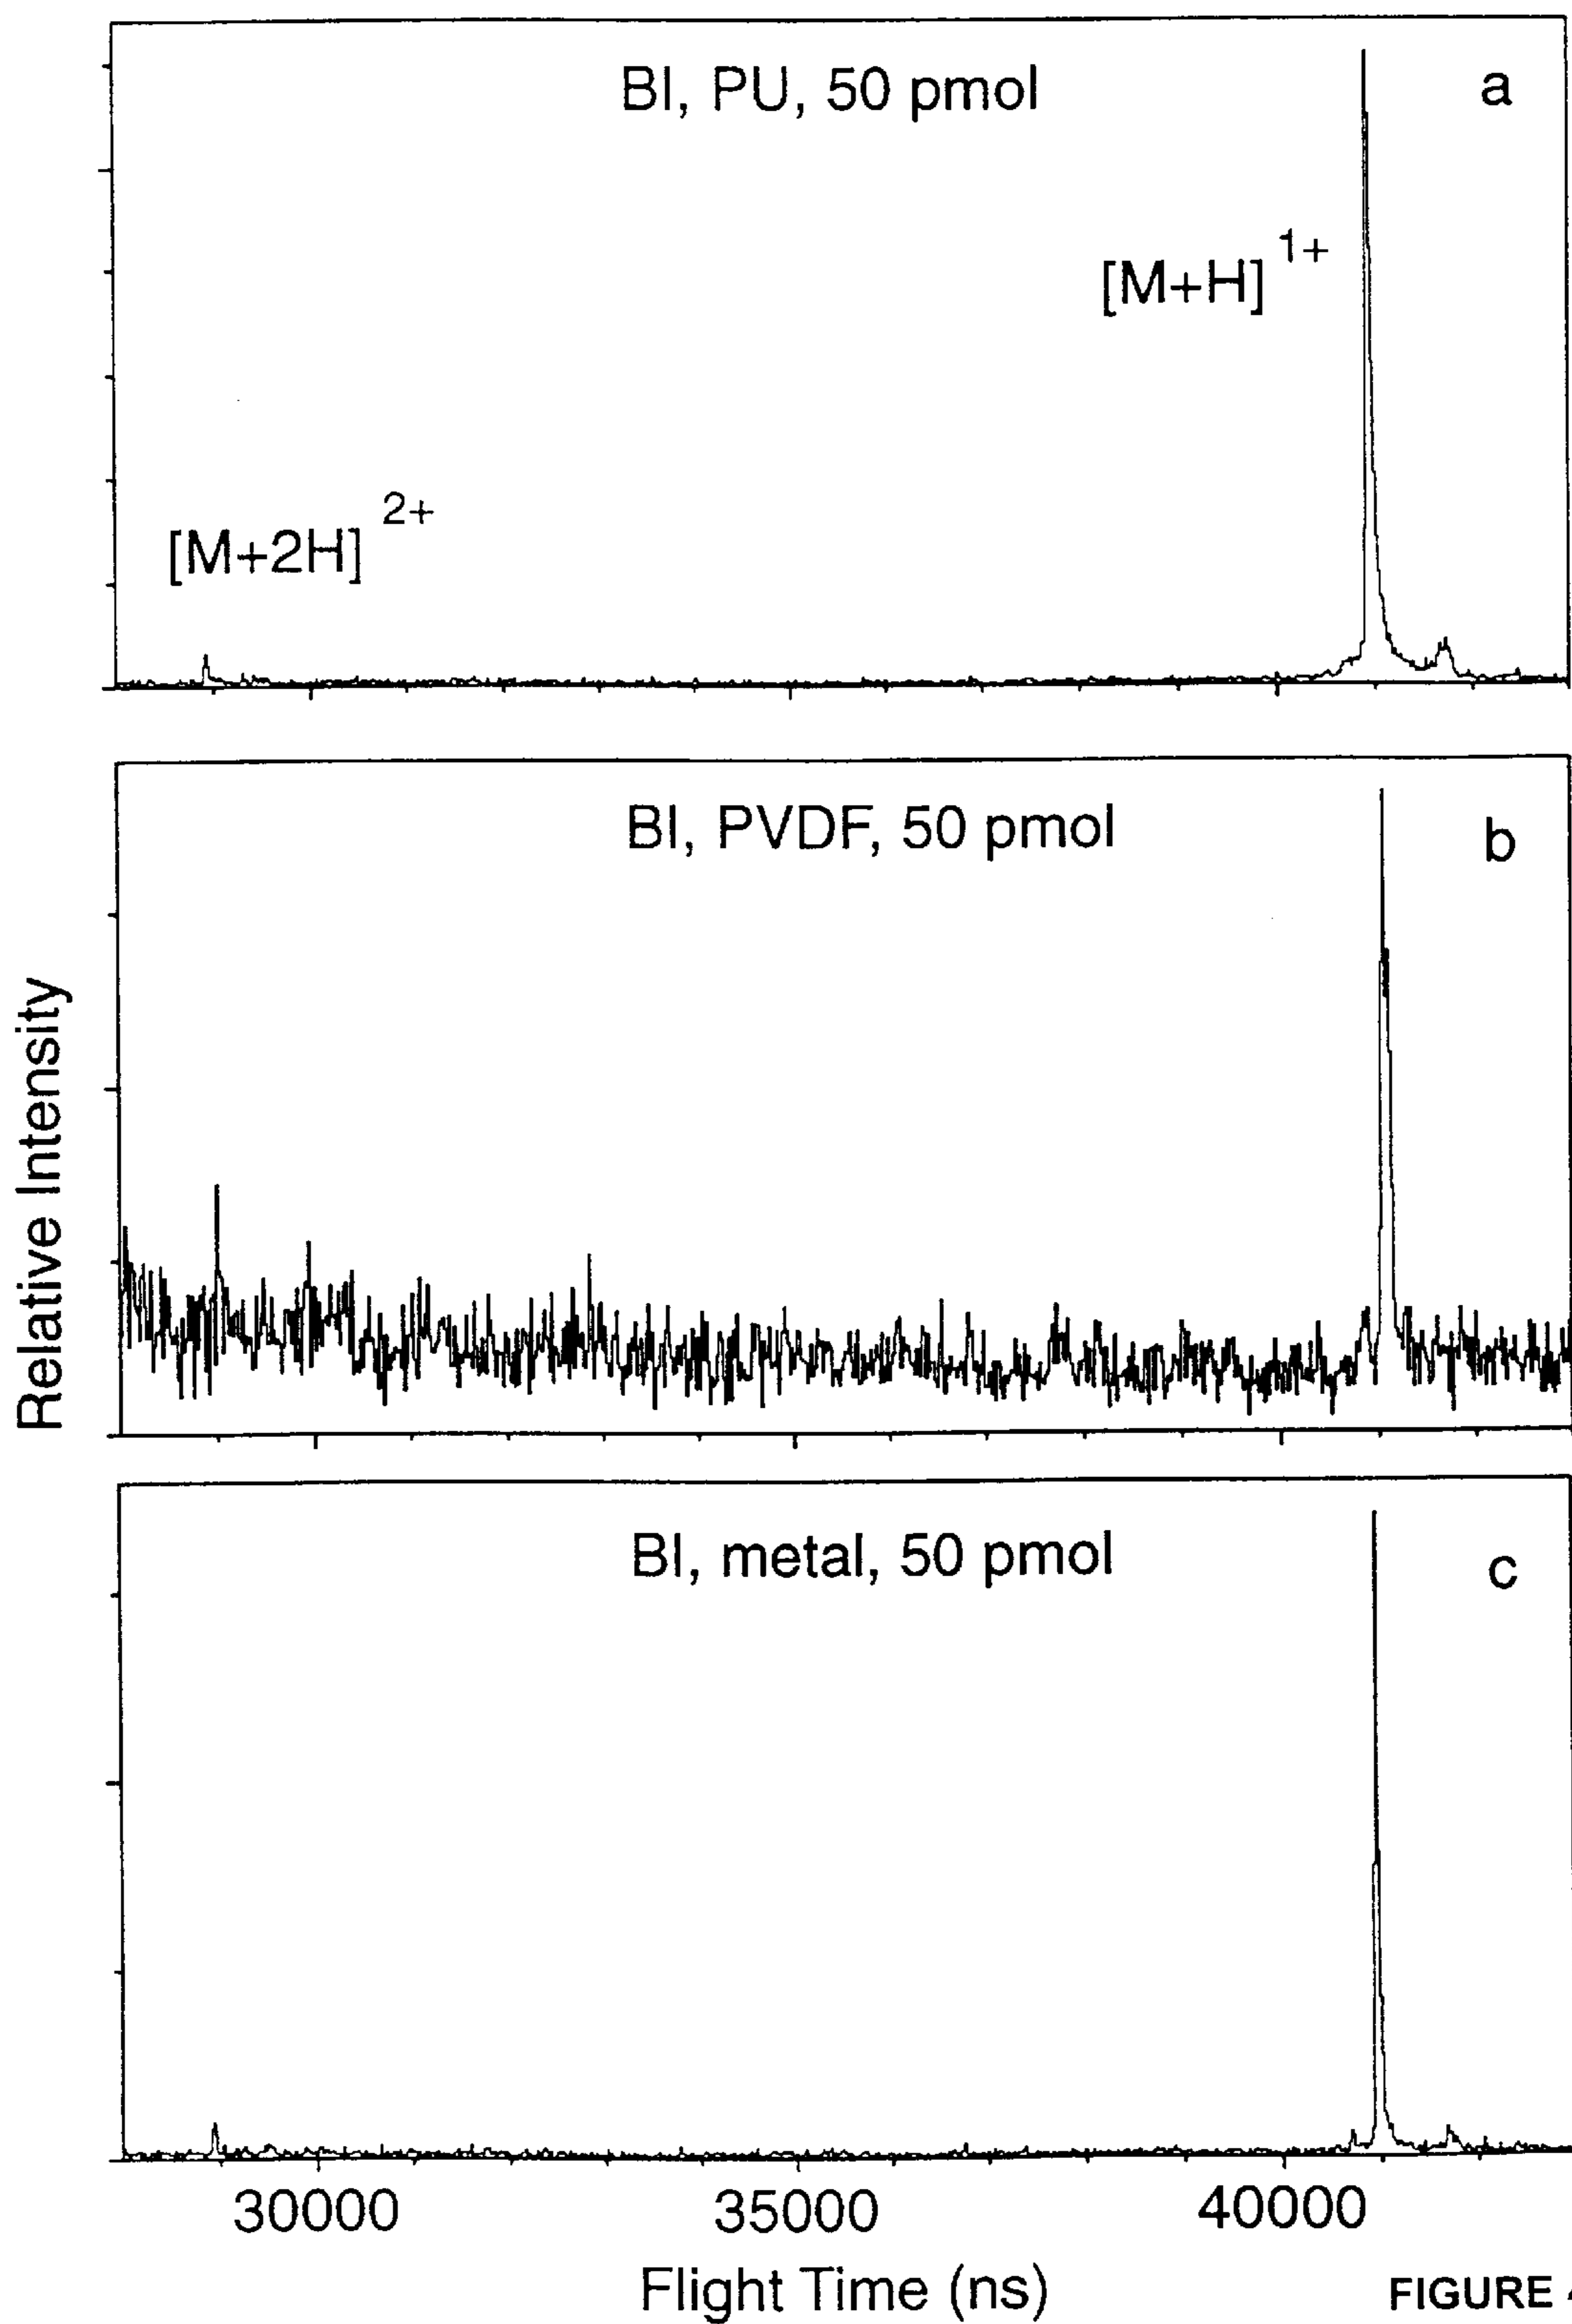 BI, PU, 50 pmol
a
[M+H] 1+
[M+2H] 2+
BI, PVDF, 50 pmol
b
Relative Intensity
BI, metal, 50 pmol
c
30000 35000 40000
Flight Time (ns)
FIGURE